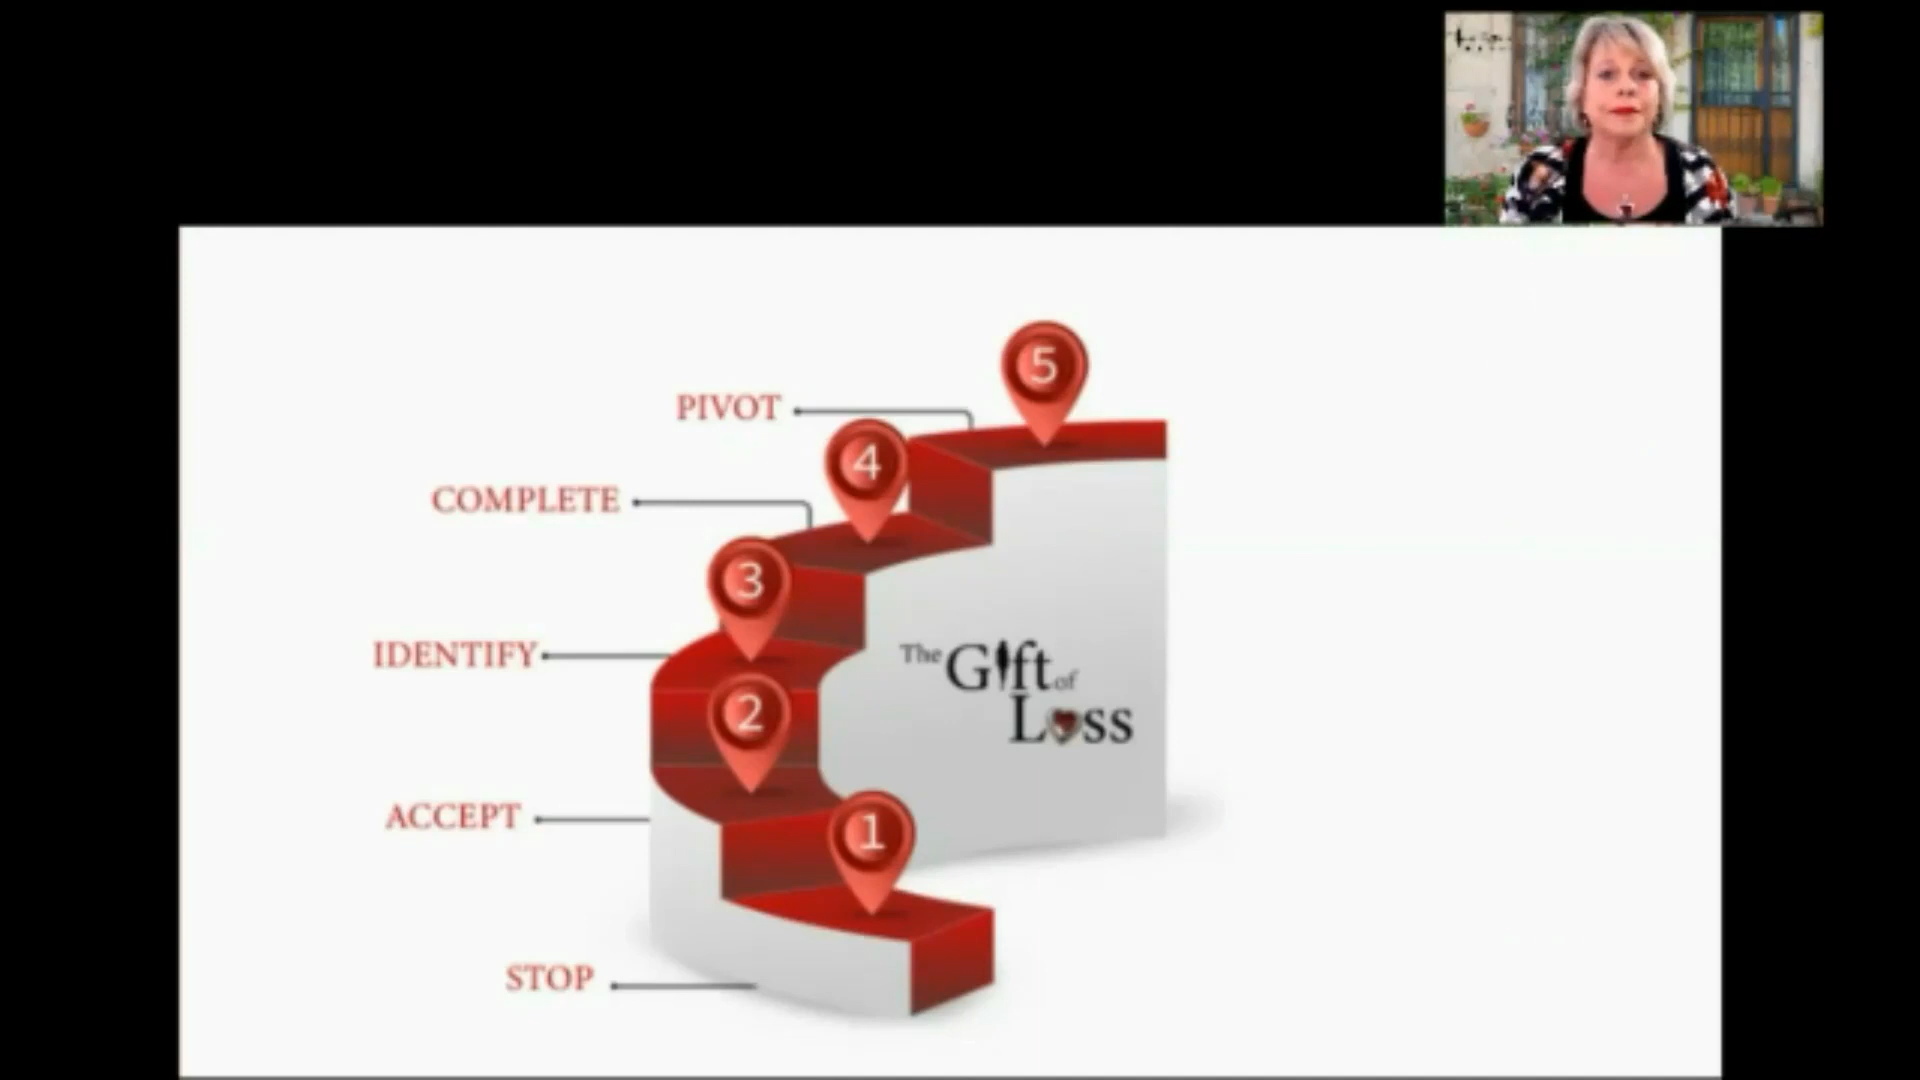 5
PIVOT
4
COMPLETE
3
IDENTIFY
The Gift of
Loss
2
ACCEPT
1
STOP